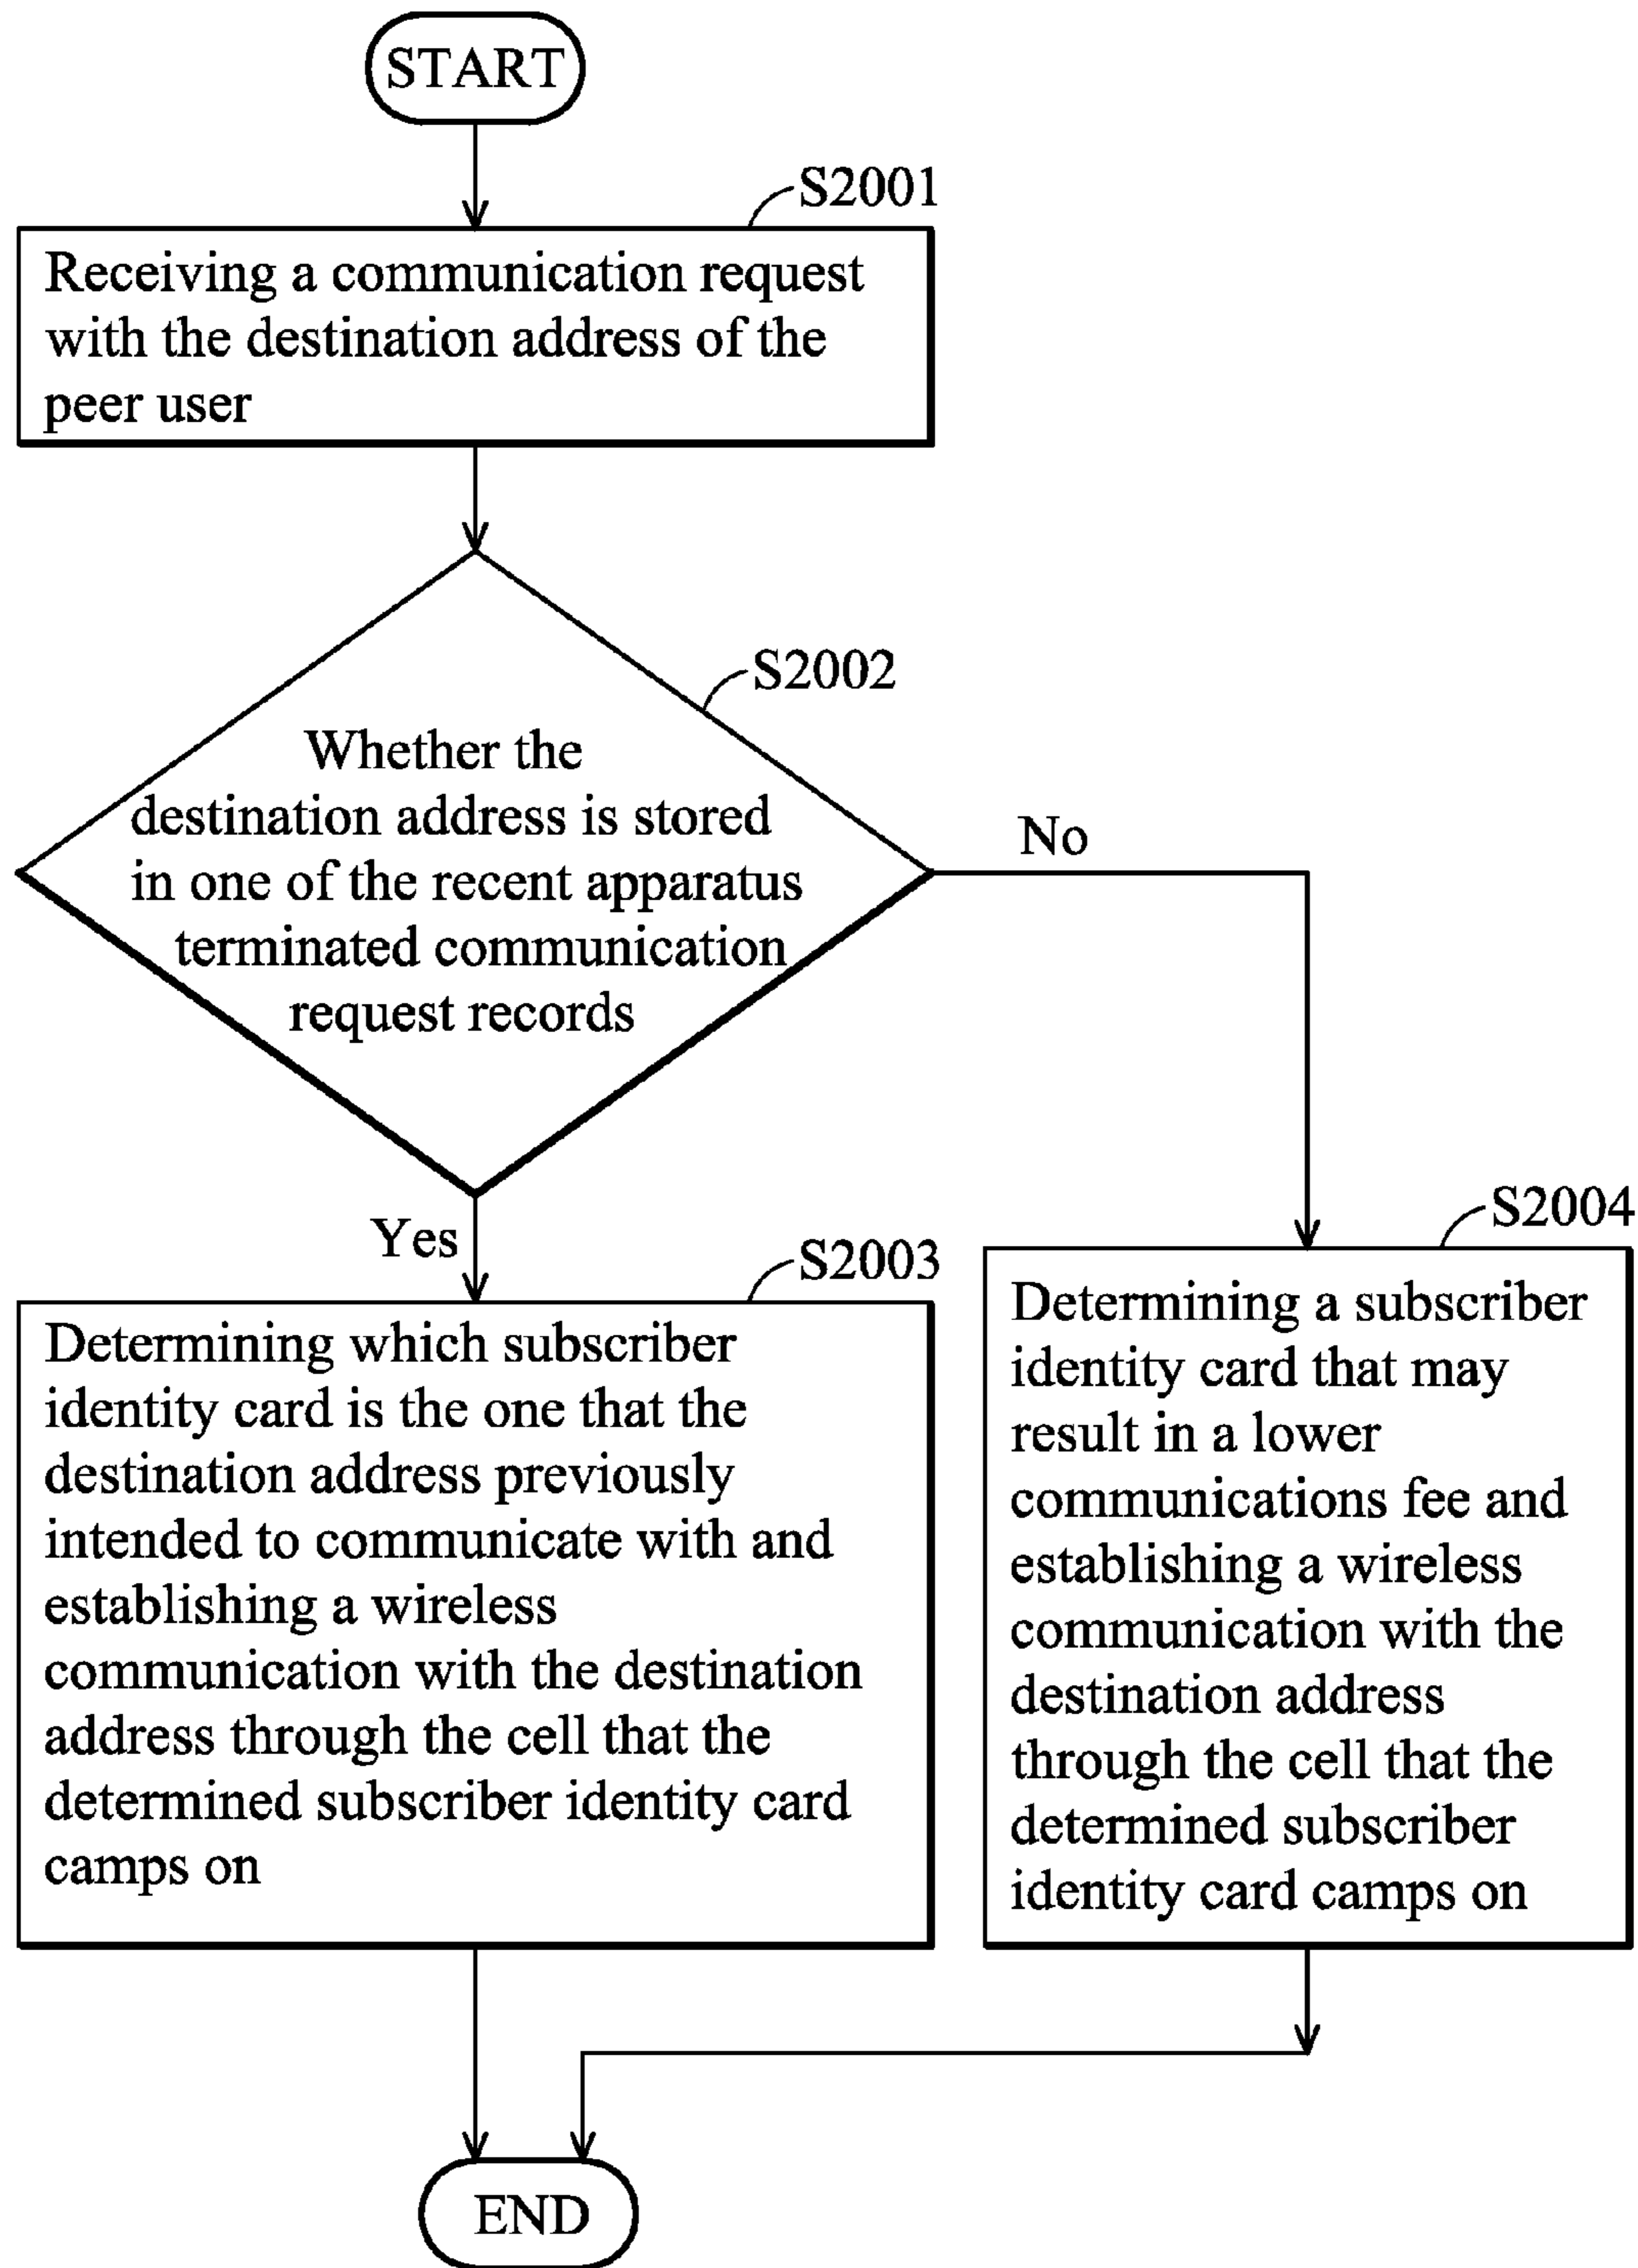 START
S2001
Receiving a communication request
with the destination address of the
peer user
S2002
Whether the
destination address is stored
in one of the recent apparatus
terminated communication
request records
No
Yes
S2003
Determining which subscriber
identity card is the one that the
destination address previously
intended to communicate with and
establishing a wireless
communication with the destination
address through the cell that the
determined subscriber identity card
camps on
S2004
Determining a subscriber
identity card that may
result in a lower
communications fee and
establishing a wireless
communication with the
destination address
through the cell that the
determined subscriber
identity card camps on
END